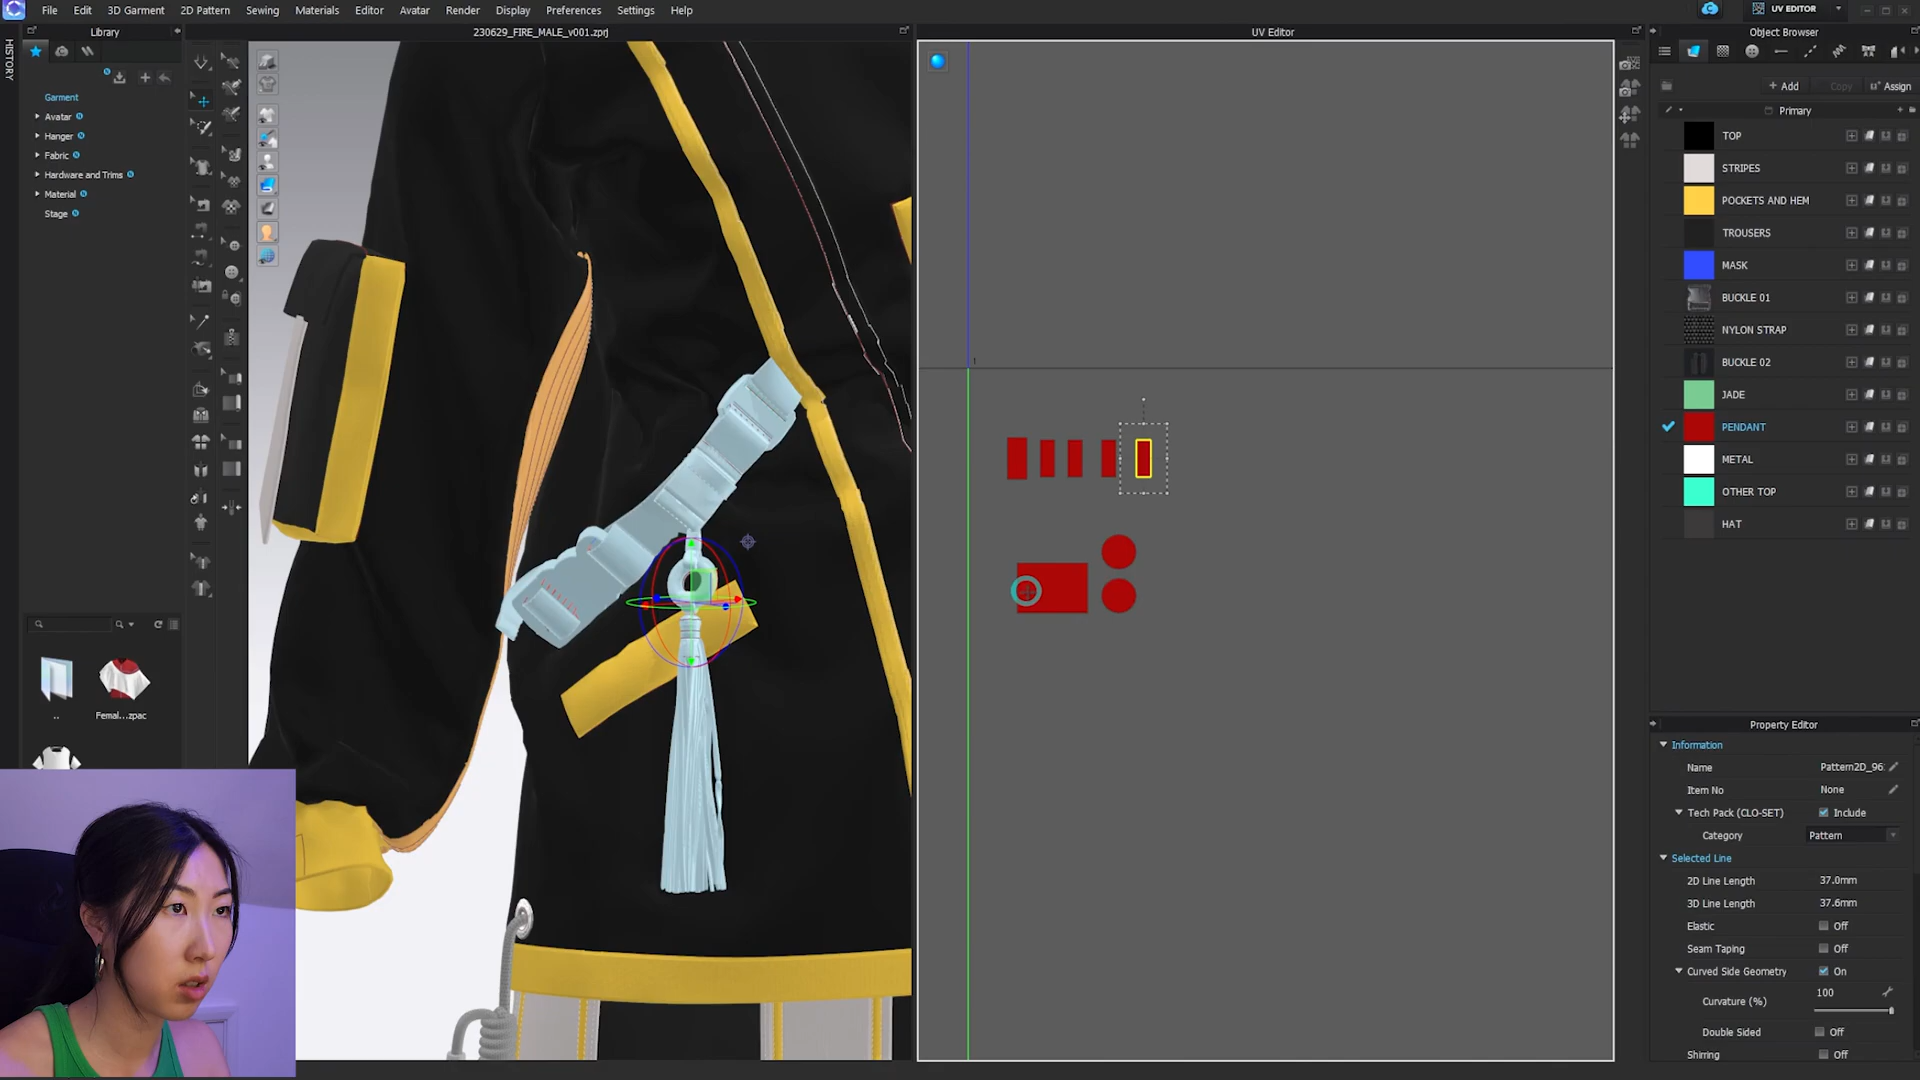 File Edit 3D Garment 2D Pattern Sewing Materials Editor Avatar Render Display Preferences Settings Help
UV EDITOR
HISTORY
Library
Garment
Avatar
Hanger
Fabric
Hardware and Trims
Material
Stage
..
Femal...zpac
230629_FIRE_MALE_v001.zprj
UV Editor
1
Object Browser
+ Add Copy Assign
Primary
TOP
STRIPES
POCKETS AND HEM
TROUSERS
MASK
BUCKLE 01
NYLON STRAP
BUCKLE 02
JADE
PENDANT
METAL
OTHER TOP
HAT
Property Editor
Information
Name Pattern2D_96
Item No None
Tech Pack (CLO-SET) Include
Category Pattern
Selected Line
2D Line Length 37.0mm
3D Line Length 37.6mm
Elastic Off
Seam Taping Off
Curved Side Geometry On
Curvature (%) 100
Double Sided Off
Shirring Off